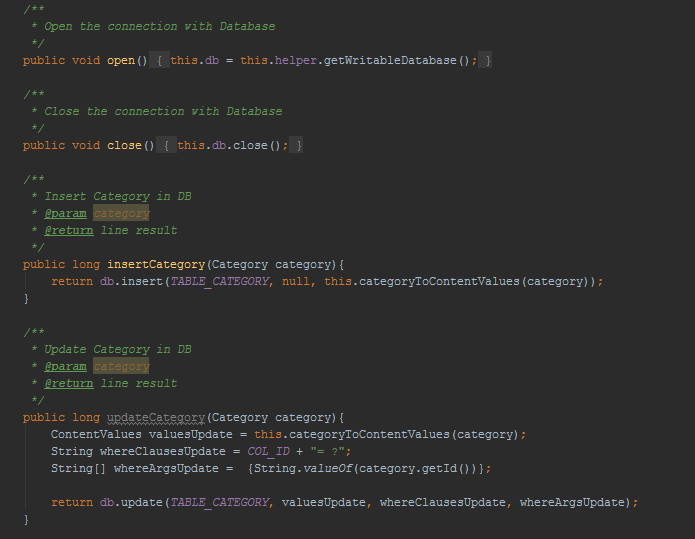 /**
 * Open the connection with Database
 */
public void open() { this.db = this.helper.getWritableDatabase(); }
/**
 * Close the connection with Database
 */
public void close() { this.db.close(); }
/**
 * Insert Category in DB
 * @param category
 * @return line result
 */
public long insertCategory(Category category){
    return db.insert(TABLE_CATEGORY, null, this.categoryToContentValues(category));
}
/**
 * Update Category in DB
 * @param category
 * @return line result
 */
public long updateCategory(Category category){
    ContentValues valuesUpdate = this.categoryToContentValues(category);
    String whereClausesUpdate = COL_ID + "= ?";
    String[] whereArgsUpdate =  {String.valueOf(category.getId())};
    return db.update(TABLE_CATEGORY, valuesUpdate, whereClausesUpdate, whereArgsUpdate);
}